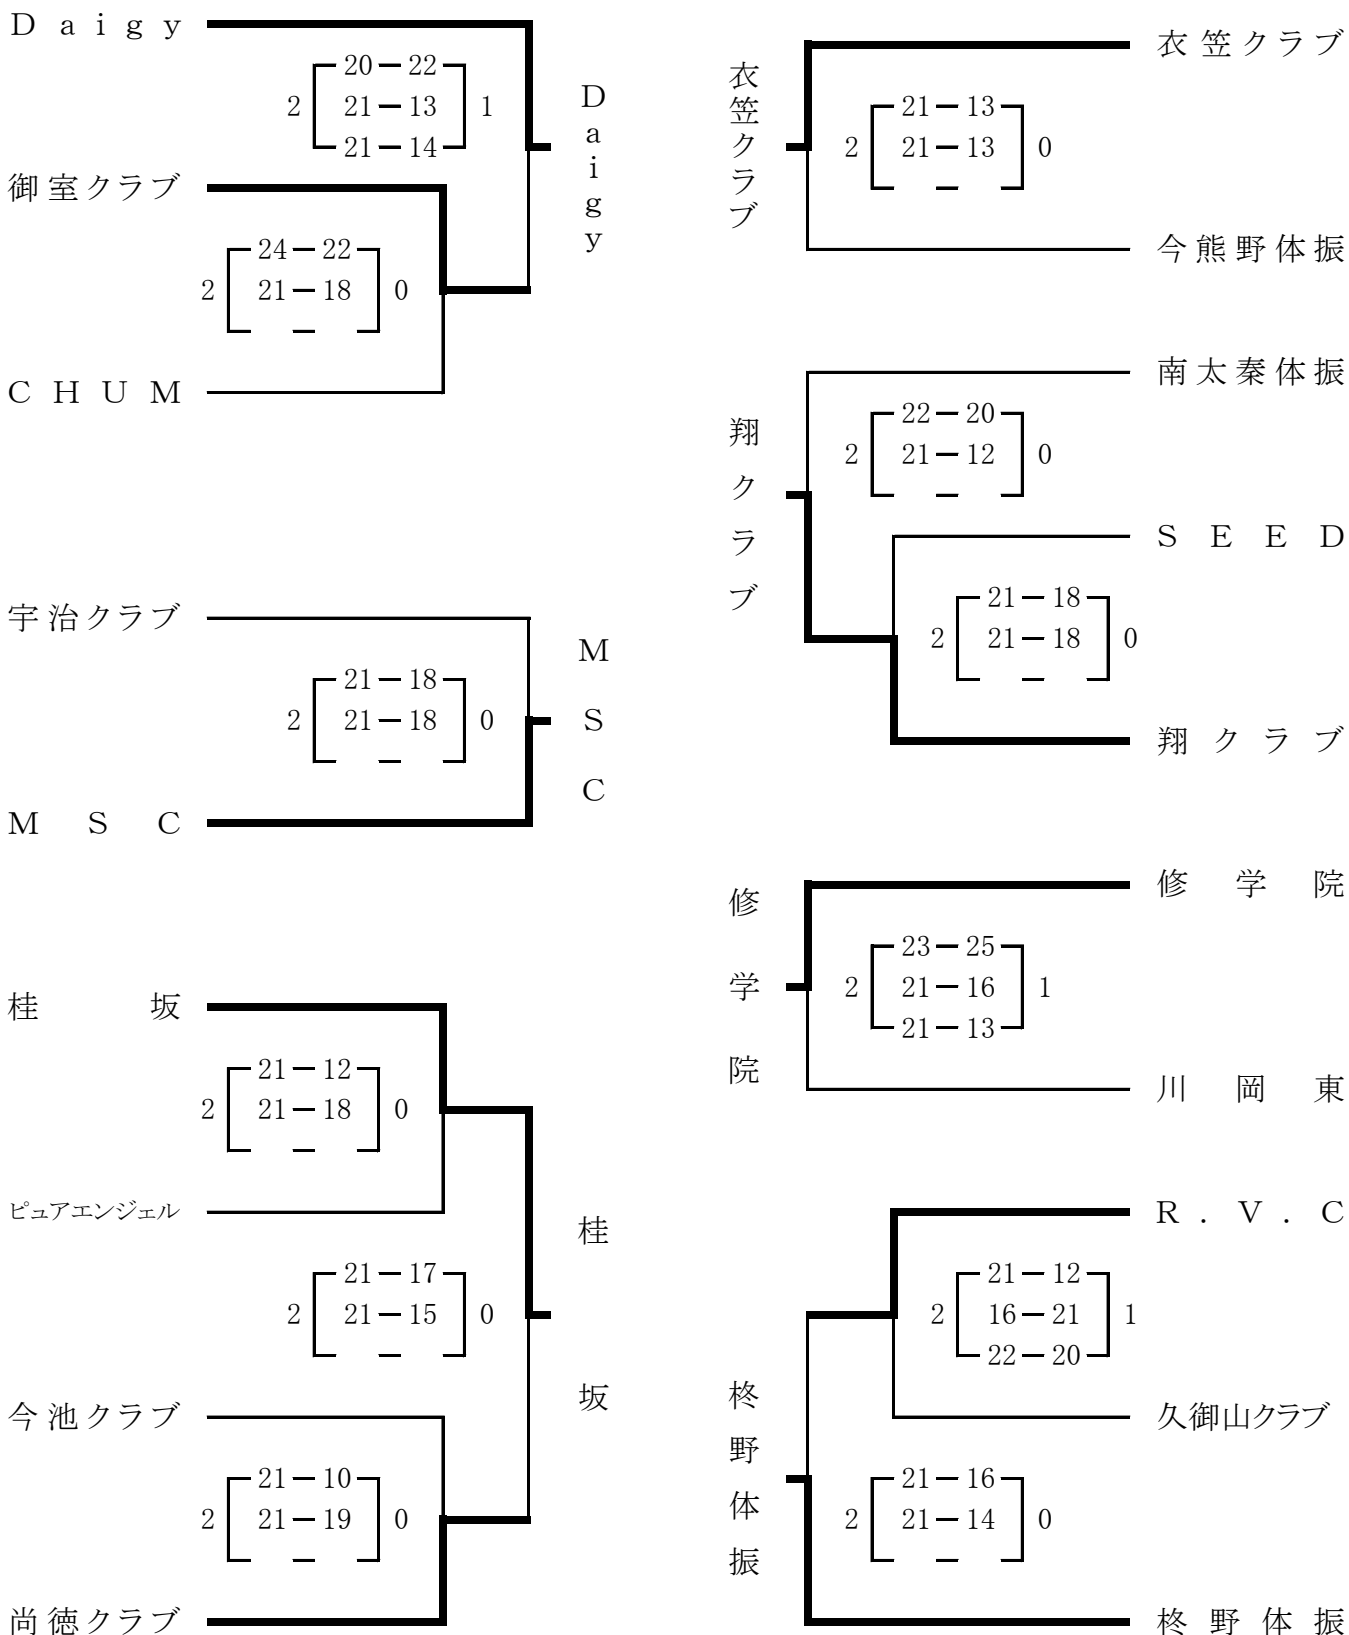 Daigy
20－22
2 21－13 1
21－14
御室クラブ
24－22
2 21－18 0
－
CHUM
Daigy
宇治クラブ
21－18
2 21－18 0
－
MSC
MSC
桂坂
21－12
2 21－18 0
－
ピュアエンジェル
21－17
2 21－15 0
－
今池クラブ
21－10
2 21－19 0
－
尚徳クラブ
桂坂
衣笠クラブ
衣笠クラブ
21－13
2 21－13 0
－
今熊野体振
翔クラブ
南太秦体振
22－20
2 21－12 0
－
SEED
21－18
2 21－18 0
－
翔クラブ
修学院
修学院
23－25
2 21－16 1
21－13
川岡東
R.V.C
21－12
2 16－21 1
22－20
久御山クラブ
柊野体振
21－16
2 21－14 0
－
柊野体振